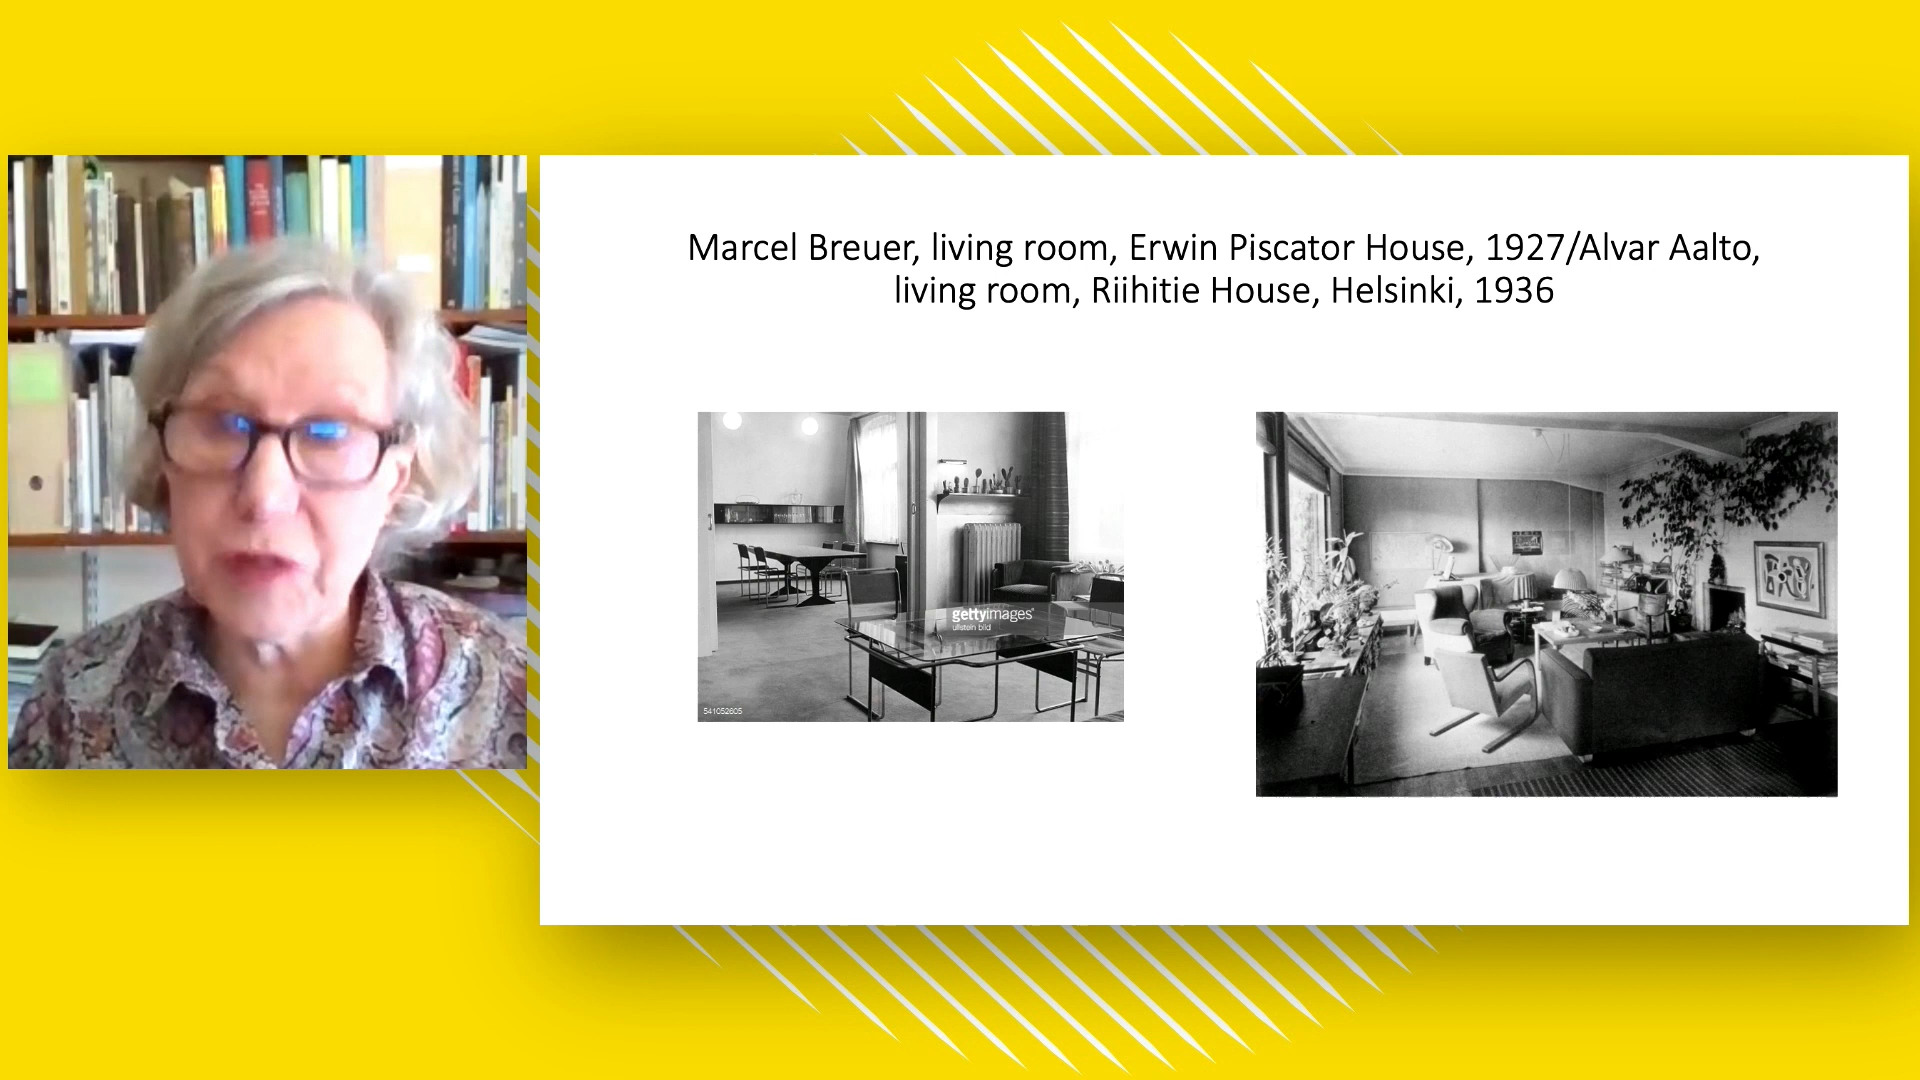 Marcel Breuer, living room, Erwin Piscator House, 1927/Alvar Aalto,
living room, Riihitie House, Helsinki, 1936
gettyimages®
ullstein bild
541052605